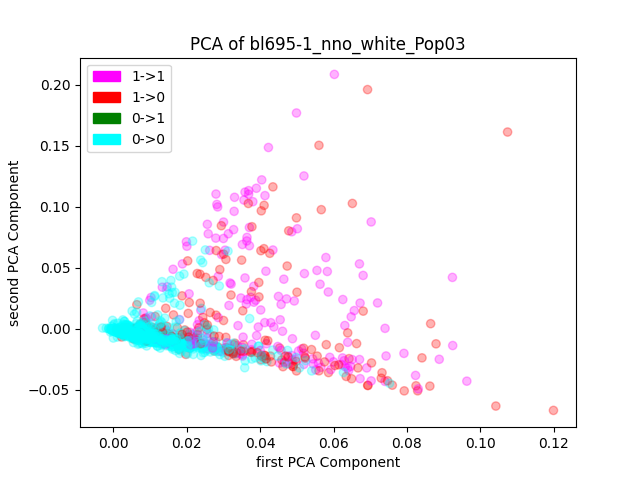 PCA of bl695-1_nno_white_Pop03
1->1
1->0
0->1
0->0
second PCA Component
0.20
0.15
0.10
0.05
0.00
−0.05
0.00 0.02 0.04 0.06 0.08 0.10 0.12
first PCA Component